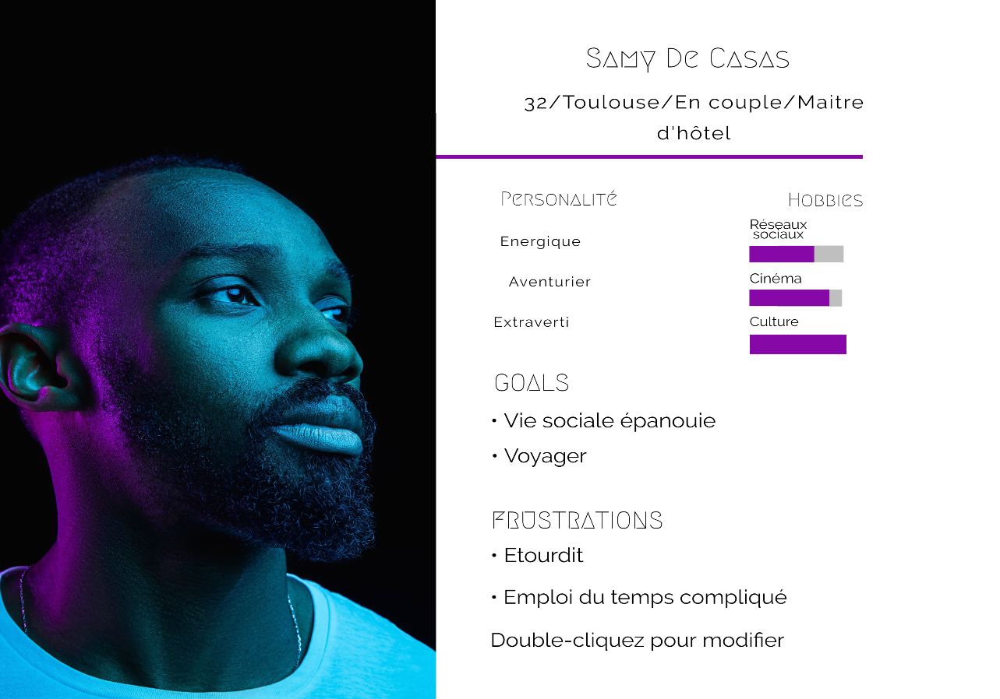 Samy De Casas
32/Toulouse/En couple/Maitre
d'hôtel
Personalité
Energique
Aventurier
Extraverti
Hobbies
Réseaux
sociaux
Cinéma
Culture
GOALS
• Vie sociale épanouie
• Voyager
FRUSTRATIONS
• Etourdit
• Emploi du temps compliqué
Double-cliquez pour modifier